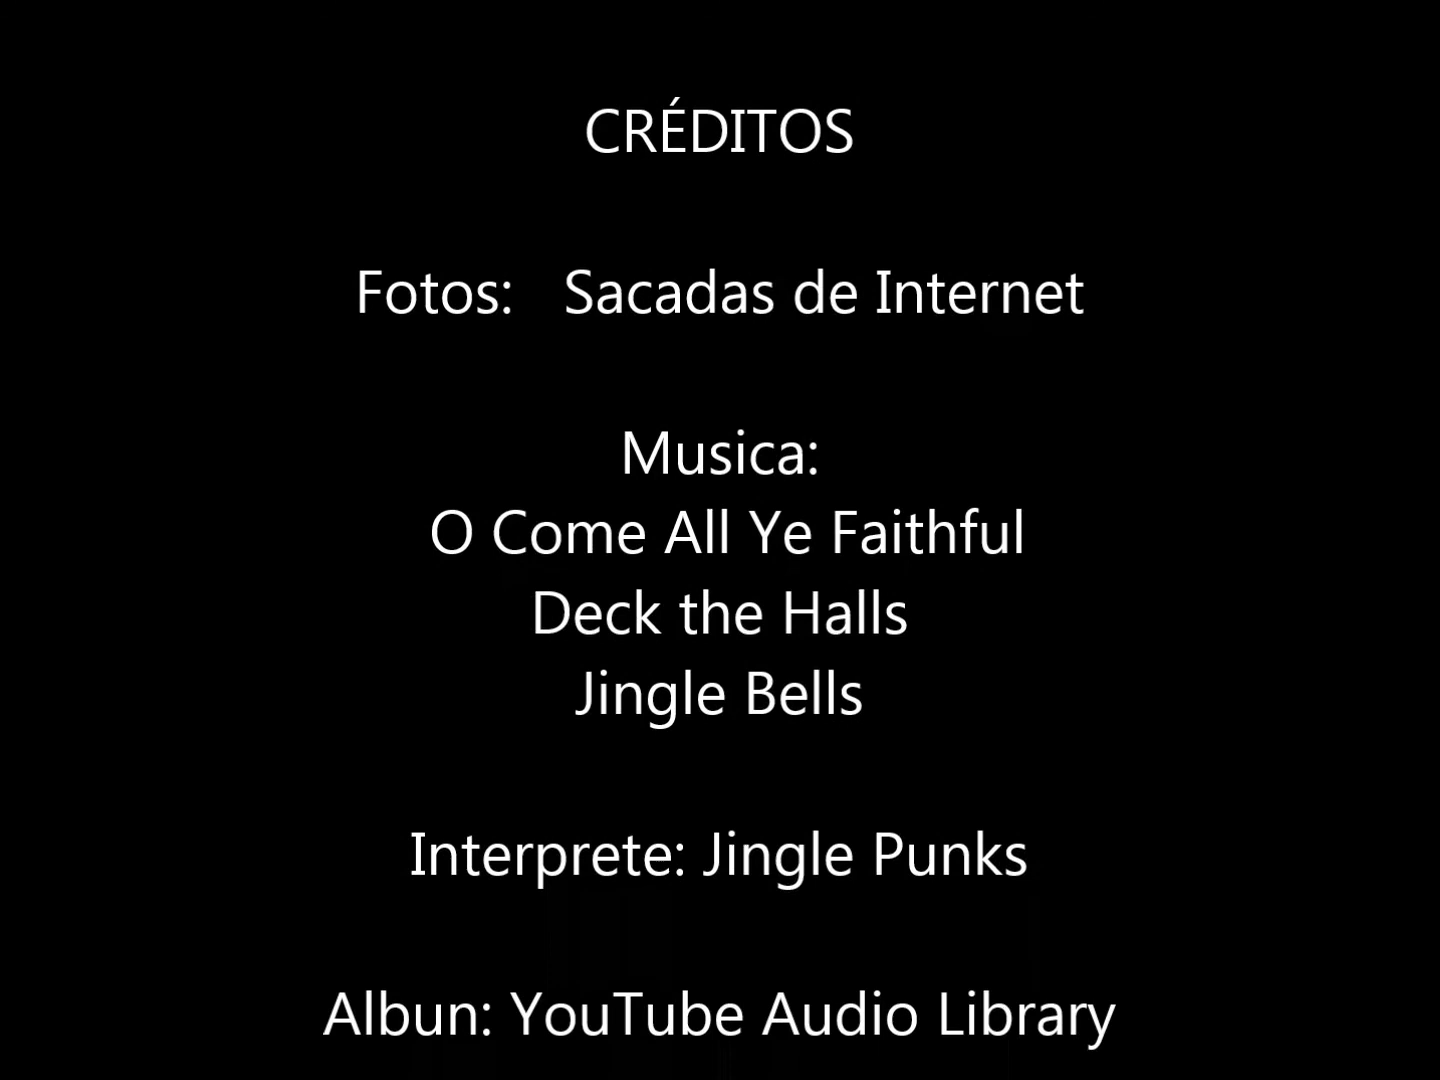 CRÉDITOS
Fotos:   Sacadas de Internet
Musica:
O Come All Ye Faithful
Deck the Halls
Jingle Bells
Interprete: Jingle Punks
Albun: YouTube Audio Library